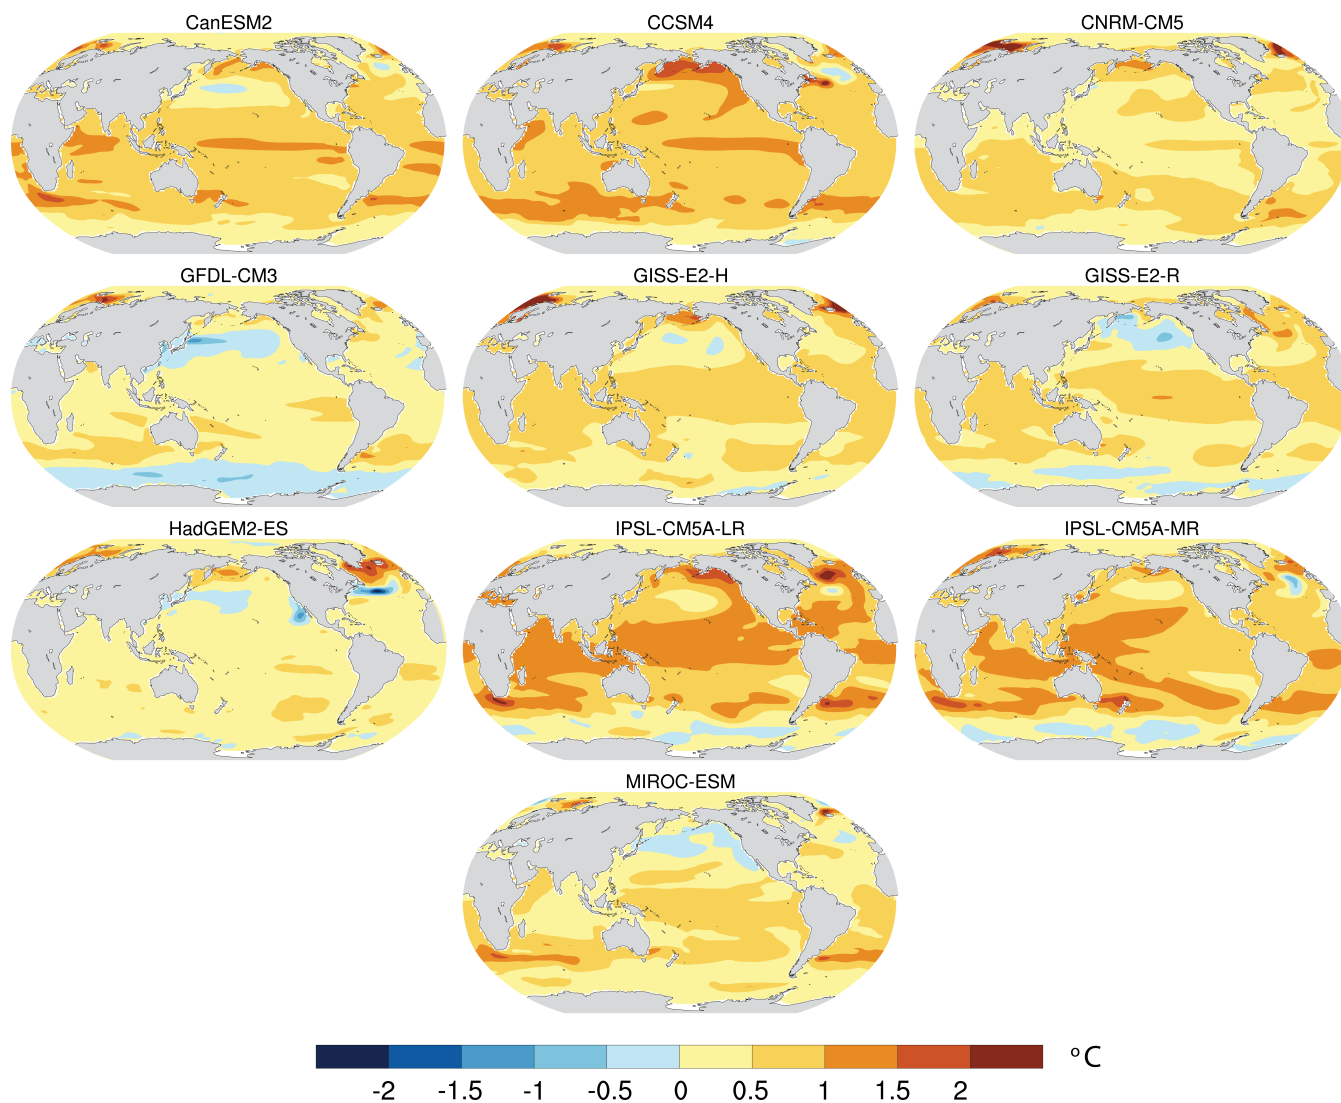 CanESM2 CCSM4 CNRM-CM5
GFDL-CM3 GISS-E2-H GISS-E2-R
HadGEM2-ES IPSL-CM5A-LR IPSL-CM5A-MR
MIROC-ESM
°C
-2 -1.5 -1 -0.5 0 0.5 1 1.5 2